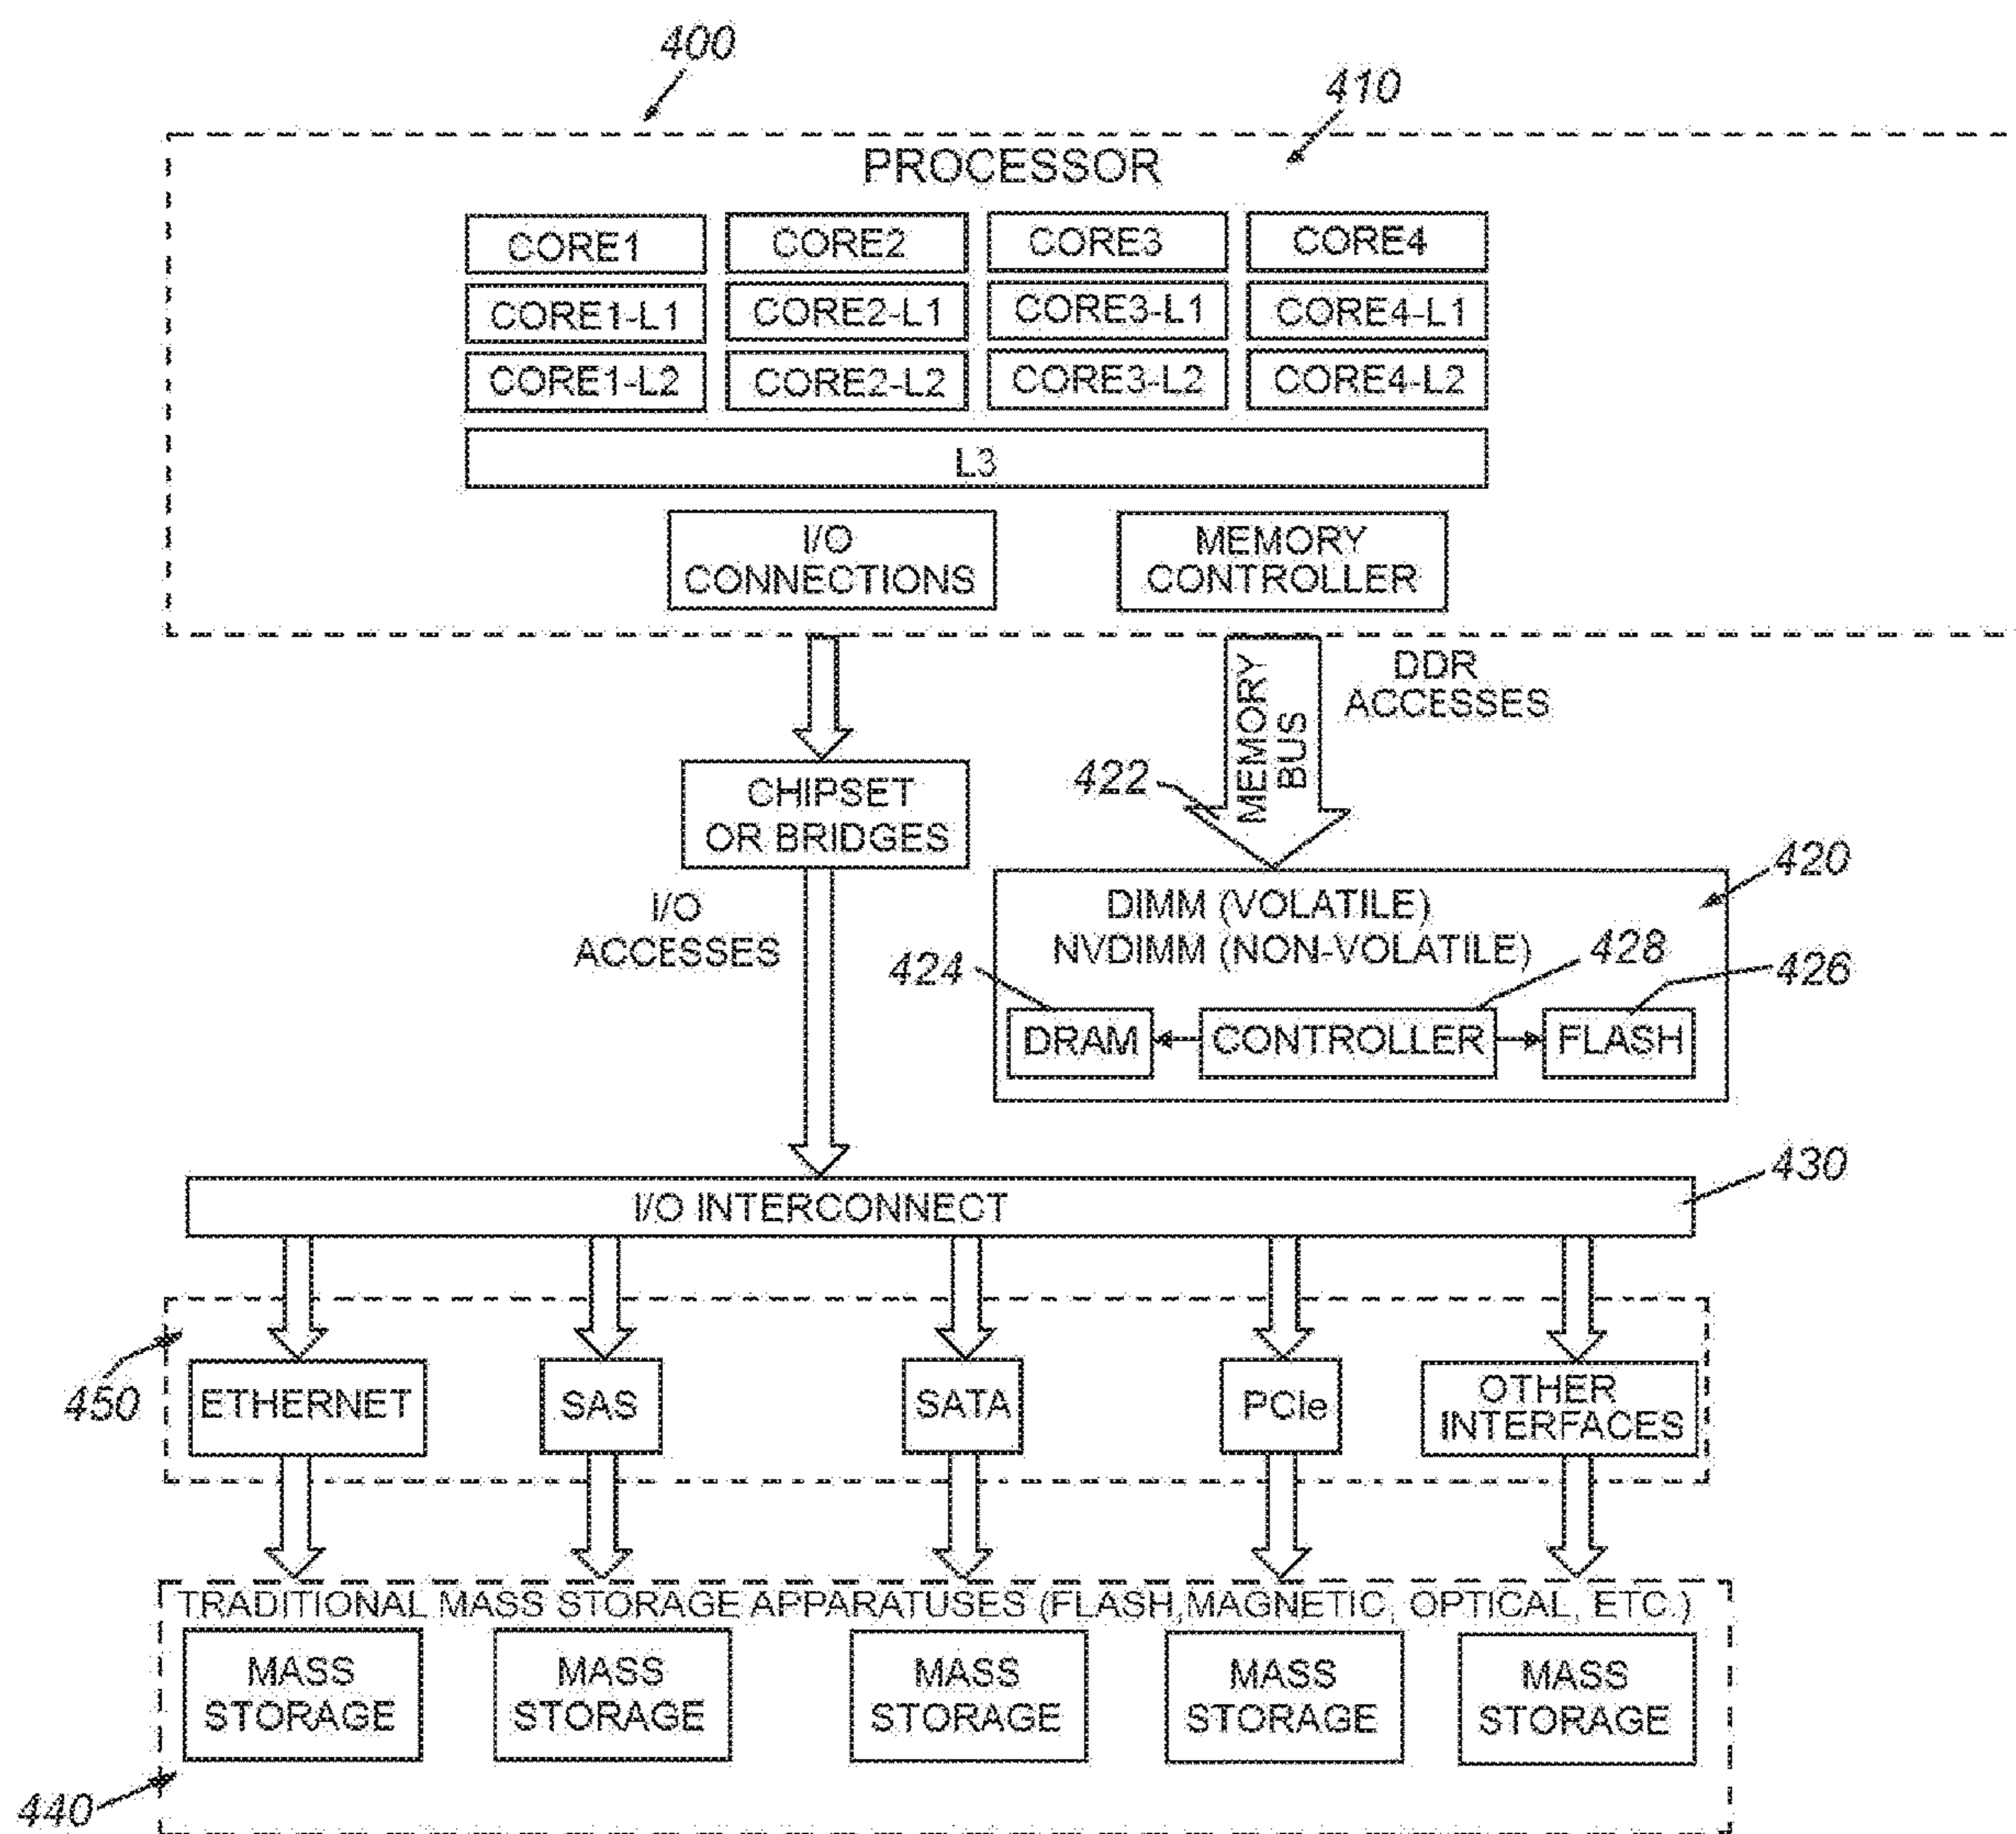 400
410
PROCESSOR
CORE1 CORE2 CORE3 CORE4
CORE1-L1 CORE2-L1 CORE3-L1 CORE4-L1
CORE1-L2 CORE2-L2 CORE3-L2 CORE4-L2
L3
I/O
CONNECTIONS
MEMORY
CONTROLLER
MEMORY
BUS
DDR
ACCESSES
422
CHIPSET
OR BRIDGES
I/O
ACCESSES
420
DIMM (VOLATILE)
NVDIMM (NON-VOLATILE)
424
428
426
DRAM CONTROLLER FLASH
430
I/O INTERCONNECT
450
ETHERNET
SAS
SATA
PCIe
OTHER
INTERFACES
TRADITIONAL MASS STORAGE APPARATUSES (FLASH,MAGNETIC, OPTICAL, ETC.)
MASS
STORAGE
MASS
STORAGE
MASS
STORAGE
MASS
STORAGE
MASS
STORAGE
440